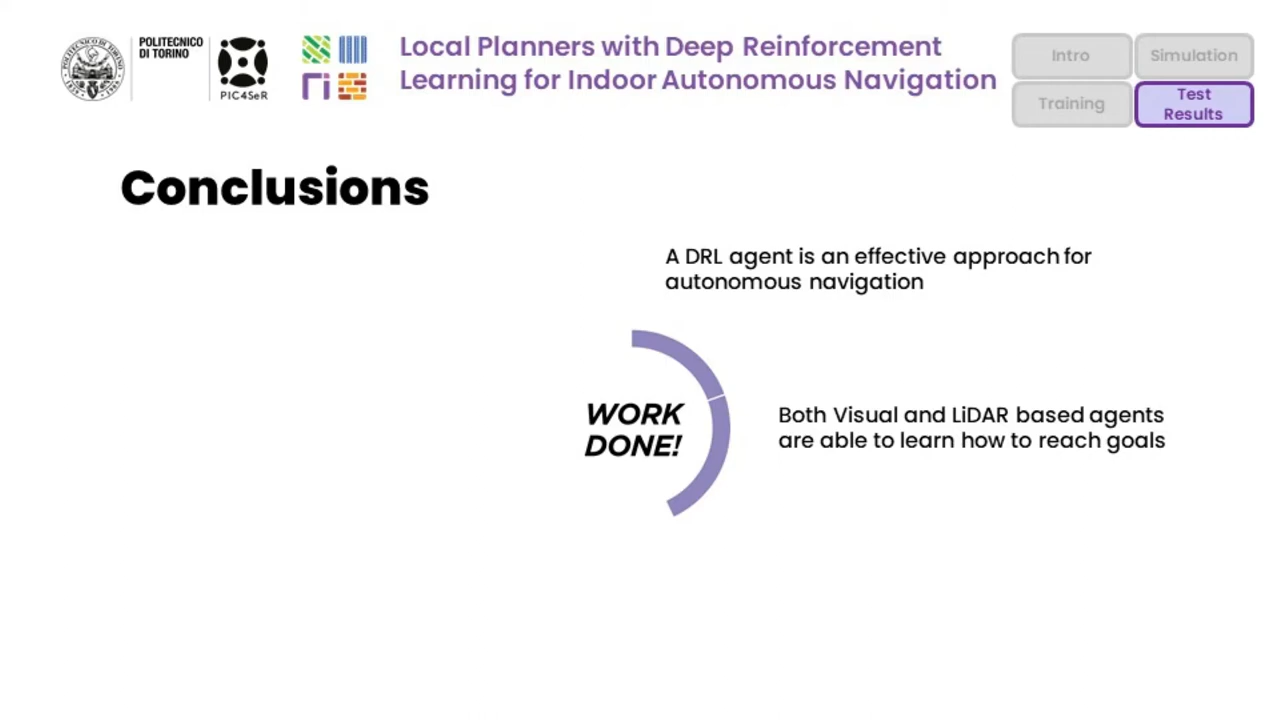 POLITECNICO
DI TORINO
PIC4SeR
Local Planners with Deep Reinforcement
Learning for Indoor Autonomous Navigation
Intro
Simulation
Training
Test
Results
Conclusions
A DRL agent is an effective approach for
autonomous navigation
WORK
DONE!
Both Visual and LiDAR based agents
are able to learn how to reach goals